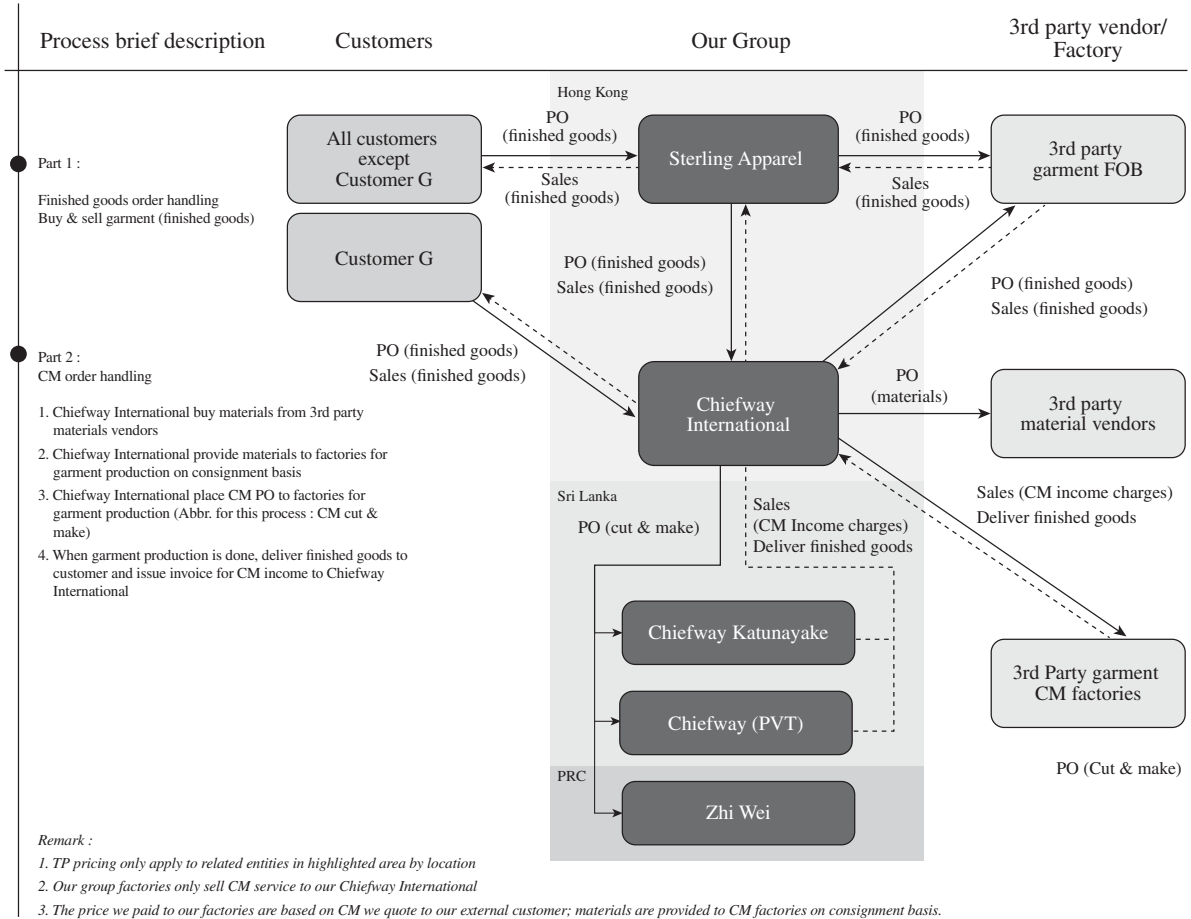 Process brief description
Customers
Our Group
3rd party vendor/
Factory
Hong Kong
Part 1 :
Finished goods order handling
Buy & sell garment (finished goods)
All customers
except
Customer G
PO
(finished goods)
Sales
(finished goods)
Sterling Apparel
PO
(finished goods)
Sales
(finished goods)
3rd party
garment FOB
Customer G
PO (finished goods)
Sales (finished goods)
PO (finished goods)
Sales (finished goods)
Part 2 :
CM order handling
PO (finished goods)
Sales (finished goods)
1. Chiefway International buy materials from 3rd party
materials vendors
2. Chiefway International provide materials to factories for
garment production on consignment basis
3. Chiefway International place CM PO to factories for
garment production (Abbr. for this process : CM cut &
make)
4. When garment production is done, deliver finished goods to
customer and issue invoice for CM income to Chiefway
International
Chiefway
International
PO
(materials)
3rd party
material vendors
Sri Lanka
PO (cut & make)
Sales
(CM Income charges)
Deliver finished goods
Sales (CM income charges)
Deliver finished goods
Chiefway Katunayake
3rd Party garment
CM factories
Chiefway (PVT)
PO (Cut & make)
PRC
Zhi Wei
Remark :
1. TP pricing only apply to related entities in highlighted area by location
2. Our group factories only sell CM service to our Chiefway International
3. The price we paid to our factories are based on CM we quote to our external customer; materials are provided to CM factories on consignment basis.